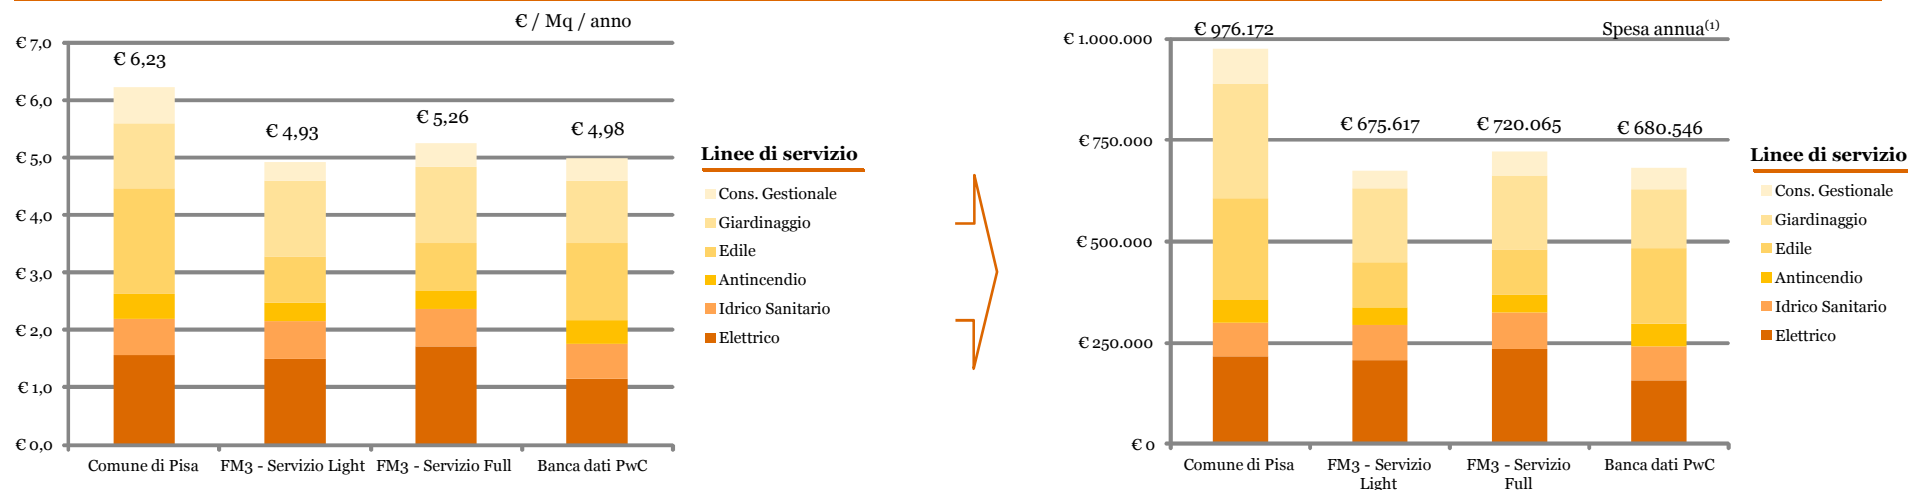 € / Mq / anno
€ 7,0
€ 6,0
€ 5,0
€ 4,0
€ 3,0
€ 2,0
€ 1,0
€ 0,0
€ 6,23
€ 4,93
€ 5,26
€ 4,98
Comune di Pisa
FM3 - Servizio Light
FM3 - Servizio Full
Banca dati PwC
Linee di servizio
Cons. Gestionale
Giardinaggio
Edile
Antincendio
Idrico Sanitario
Elettrico
Spesa annua(1)
€ 1.000.000
€ 750.000
€ 500.000
€ 250.000
€ 0
€ 976.172
€ 675.617
€ 720.065
€ 680.546
Comune di Pisa
FM3 - Servizio
Light
FM3 - Servizio
Full
Banca dati PwC
Linee di servizio
Cons. Gestionale
Giardinaggio
Edile
Antincendio
Idrico Sanitario
Elettrico